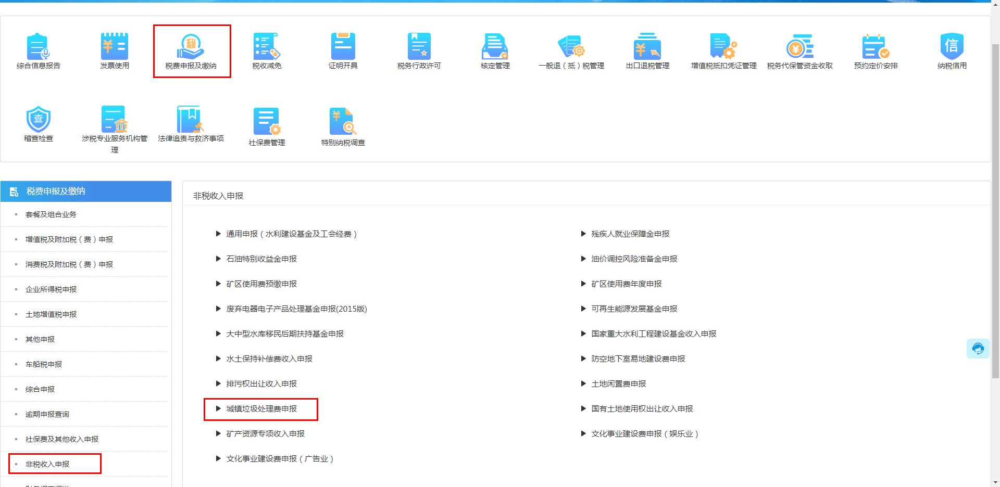 综合信息报告
发票使用
税费申报及缴纳
税收减免
证明开具
税务行政许可
核定管理
一般退（抵）税管理
出口退税管理
增值税抵扣凭证管理
税务代保管资金收取
预约定价安排
信
纳税信用
查
稽查检查
涉税专业服务机构管
理
法律追责与救济事项
社保费管理
特别纳税调查
税费申报及缴纳
套餐及组合业务
增值税及附加税（费）申报
消费税及附加税（费）申报
企业所得税申报
土地增值税申报
其他申报
车船税申报
综合申报
逾期申报查询
社保费及其他收入申报
非税收入申报
非税收入申报
通用申报（水利建设基金及工会经费）
残疾人就业保障金申报
石油特别收益金申报
油价调控风险准备金申报
矿区使用费预缴申报
矿区使用费年度申报
废弃电器电子产品处理基金申报(2015版)
可再生能源发展基金申报
大中型水库移民后期扶持基金申报
国家重大水利工程建设基金收入申报
水土保持补偿费收入申报
防空地下室易地建设费申报
排污权出让收入申报
土地闲置费申报
城镇垃圾处理费申报
国有土地使用权出让收入申报
矿产资源专项收入申报
文化事业建设费申报（娱乐业）
文化事业建设费申报（广告业）